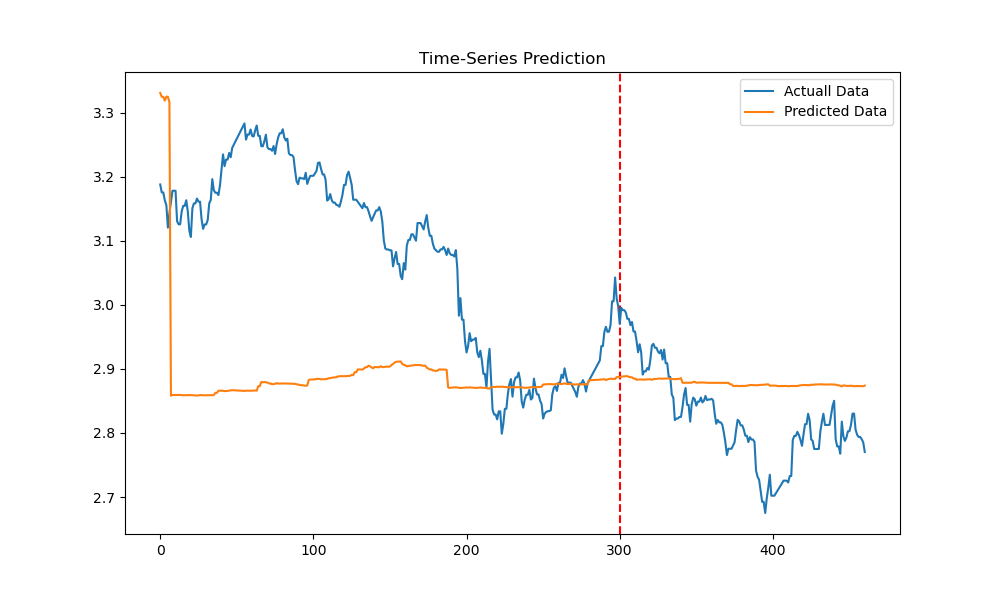 Time-Series Prediction
Actuall Data
Predicted Data
3.3
3.2
3.1
3.0
2.9
2.8
2.7
0 100 200 300 400